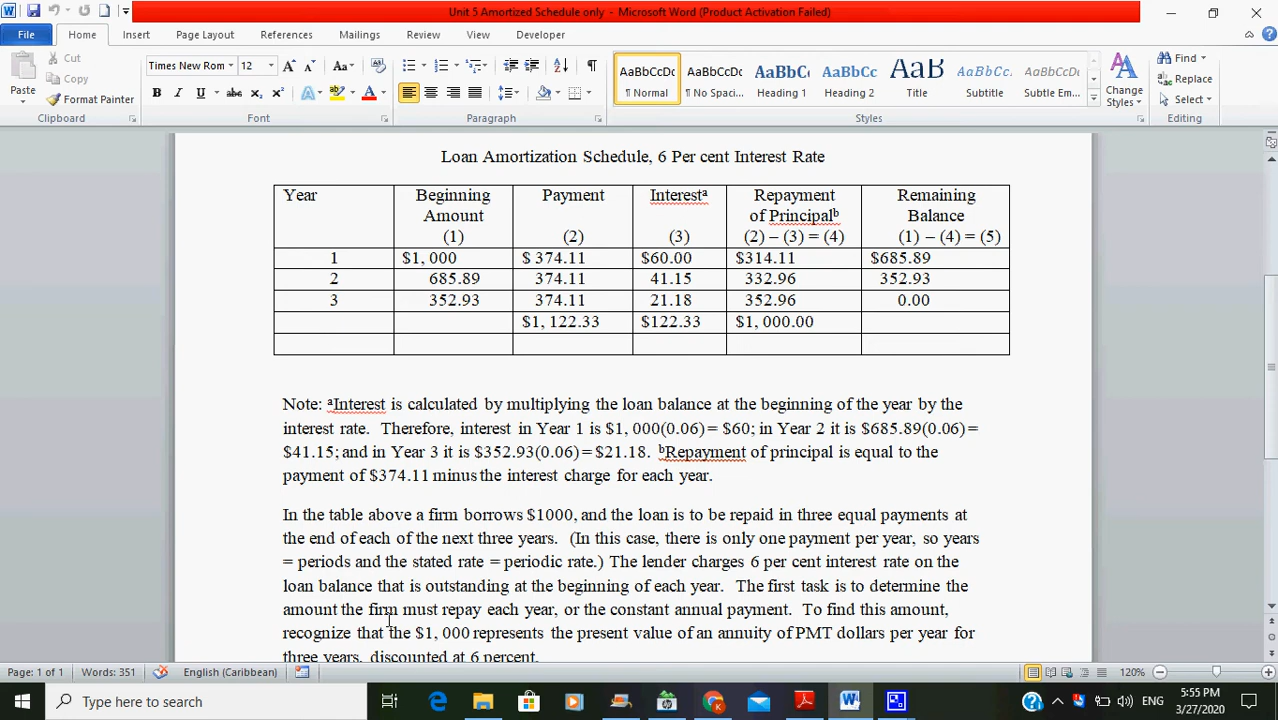 Unit 5 Amortized Schedule only - Microsoft Word (Product Activation Failed)
File Home Insert Page Layout References Mailings Review View Developer
Cut
Copy
Format Painter
Paste
Clipboard
Times New Rom 12 Aa
B I U abc x₂ x² A A
Font
Paragraph
AaBbCcDc AaBbCcDc AaBbC AaBbCc AaB AaBbCcL AaBbCcDc
¶ Normal ¶ No Spaci... Heading 1 Heading 2 Title Subtitle Subtle Em...
Change
Styles
Styles
Find
Replace
Select
Editing
Loan Amortization Schedule, 6 Per cent Interest Rate
Year Beginning Payment Interestᵃ Repayment Remaining
Amount of Principalᵇ Balance
(1) (2) (3) (2) – (3) = (4) (1) – (4) = (5)
1 $1, 000 $ 374.11 $60.00 $314.11 $685.89
2 685.89 374.11 41.15 332.96 352.93
3 352.93 374.11 21.18 352.96 0.00
$1, 122.33 $122.33 $1, 000.00
Note: ᵃInterest is calculated by multiplying the loan balance at the beginning of the year by the
interest rate. Therefore, interest in Year 1 is $1, 000(0.06) = $60; in Year 2 it is $685.89(0.06) =
$41.15; and in Year 3 it is $352.93(0.06) = $21.18. ᵇRepayment of principal is equal to the
payment of $374.11 minus the interest charge for each year.
In the table above a firm borrows $1000, and the loan is to be repaid in three equal payments at
the end of each of the next three years. (In this case, there is only one payment per year, so years
= periods and the stated rate = periodic rate.) The lender charges 6 per cent interest rate on the
loan balance that is outstanding at the beginning of each year. The first task is to determine the
amount the firm must repay each year, or the constant annual payment. To find this amount,
recognize that the $1, 000 represents the present value of an annuity of PMT dollars per year for
three years, discounted at 6 percent.
Page: 1 of 1 Words: 351 English (Caribbean) 120%
Type here to search
ENG
5:55 PM
3/27/2020